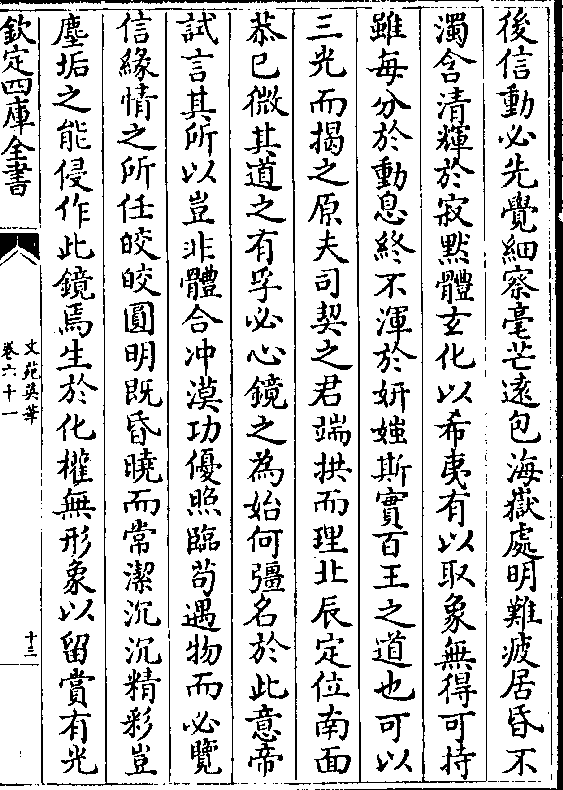 後信動必先覺細察毫芒遠包海嶽處明難疲居昏不
濁含清輝於寂默體玄化以希夷有以取象無得可持
雖每分於動息終不渾於妍媸斯實百王之道也可以
三光而揭之原夫司契之君端拱而理北辰定位南面
恭已微其道之有孚必心鏡之為始何彊名於此意帝
試言其所以豈非體合冲漠功優照臨苟遇物而必覽
信緣情之所任皎皎圓明既昏曉而常潔沉沉精彩豈
塵垢之能侵作此鏡焉生於化權無形象以留賞有光
欽定四庫全書
文苑英華
卷六十一
十三